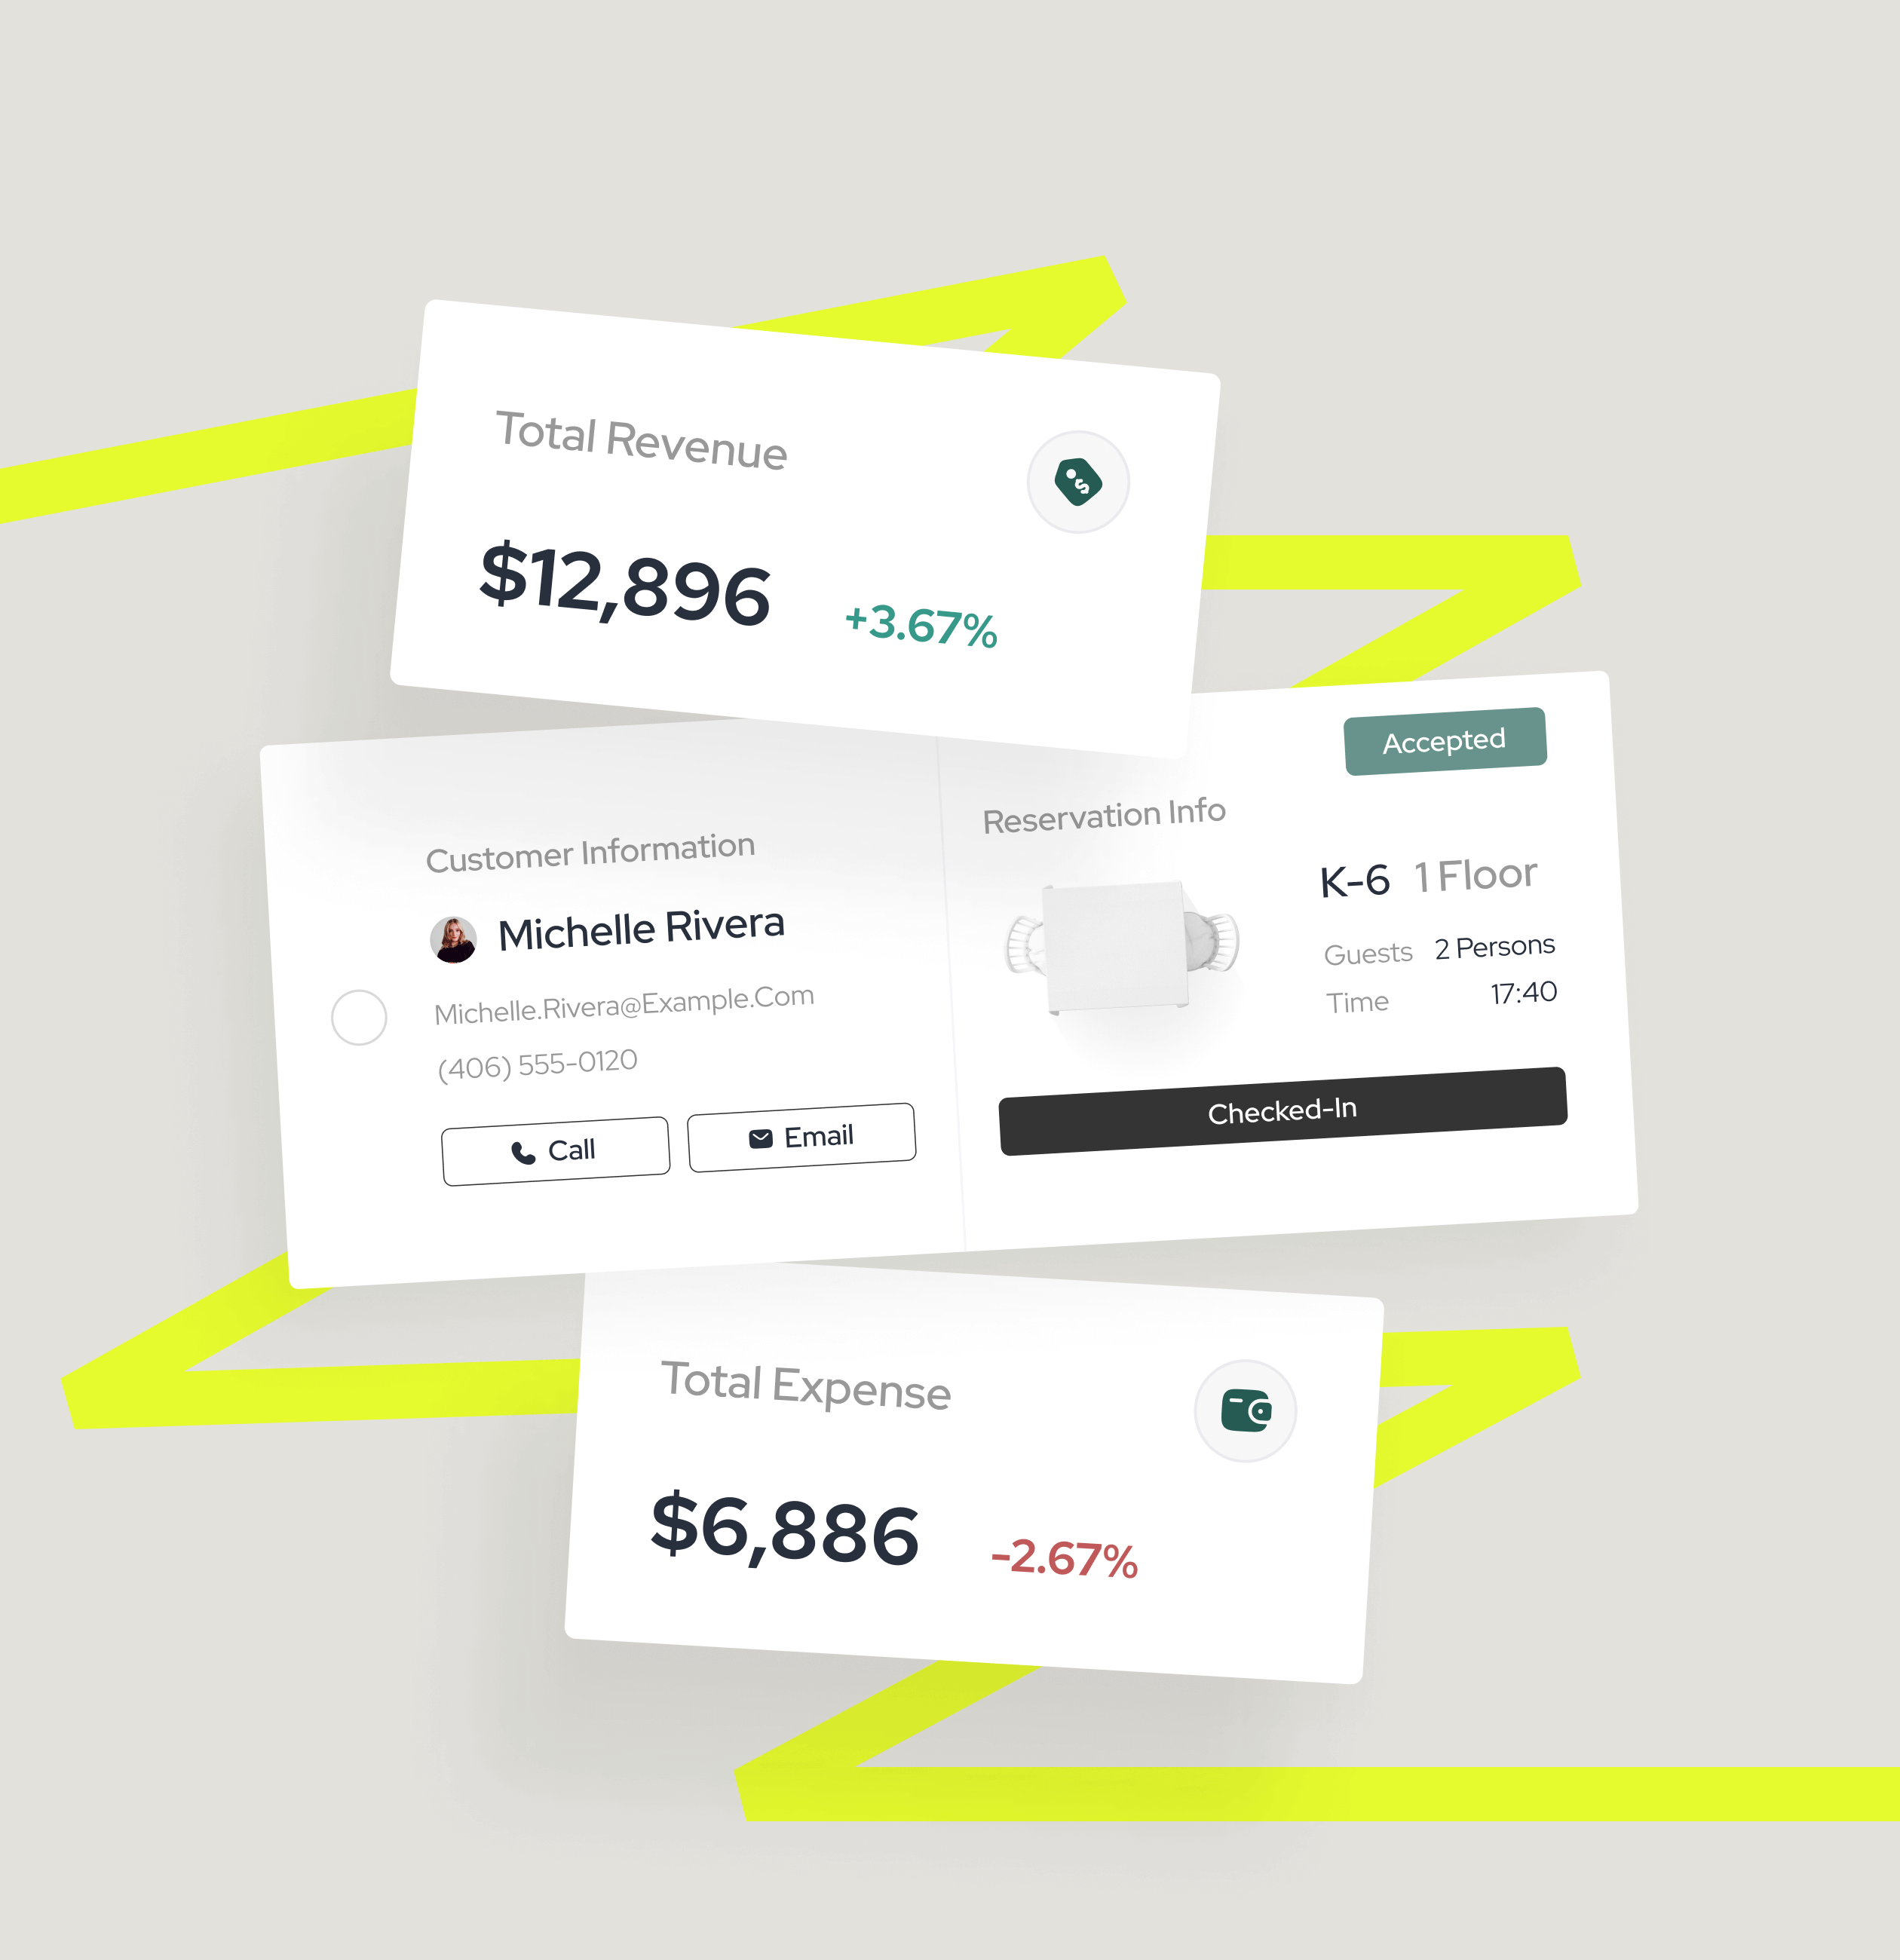 Total Revenue
$12,896 +3.67%
Accepted
Customer Information
Michelle Rivera
Michelle.Rivera@Example.Com
(406) 555-0120
Call Email
Reservation Info
K-6 1 Floor
Guests 2 Persons
Time 17:40
Checked-In
Total Expense
$6,886 -2.67%